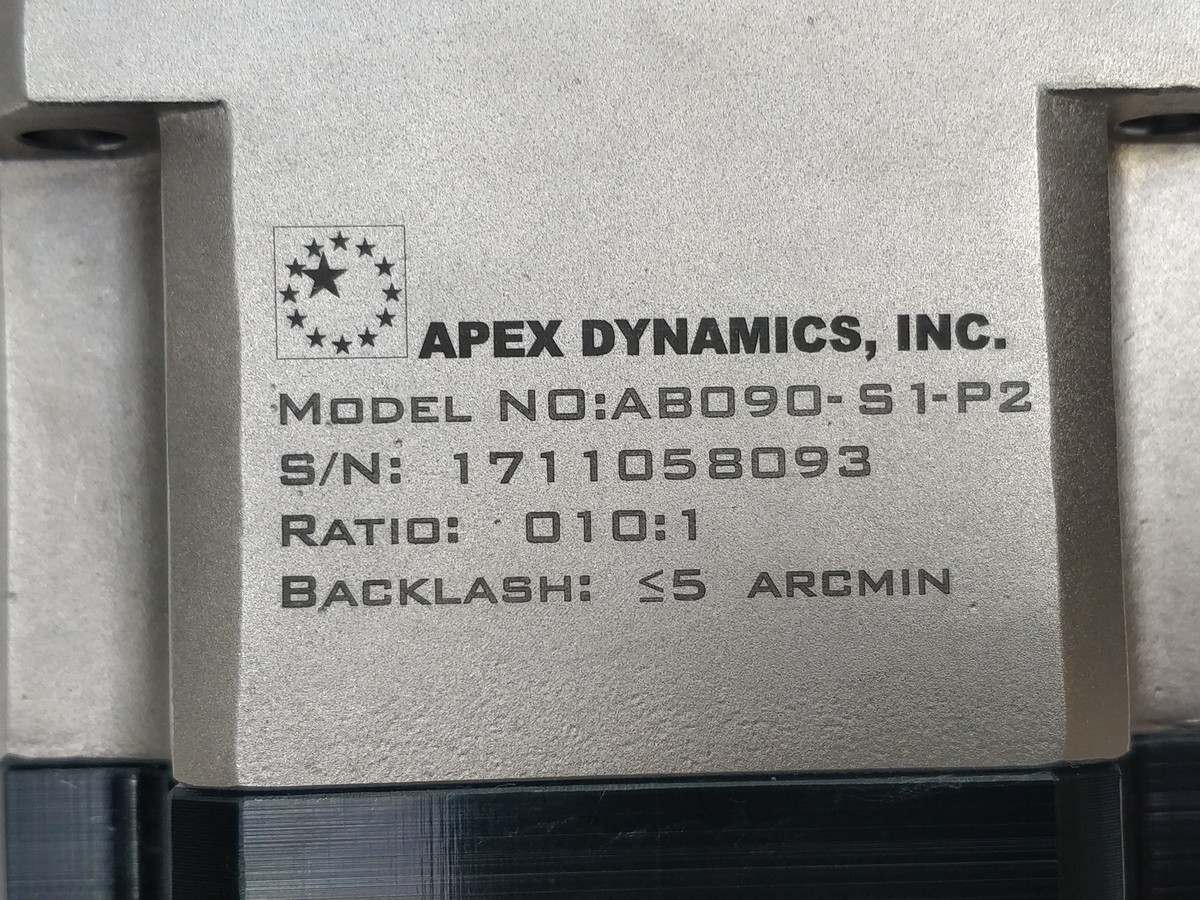 APEX DYNAMICS, INC.
MODEL NO:AB090-S1-P2
S/N: 1711058093
RATIO: 010:1
BACKLASH: ≤5 ARCMIN